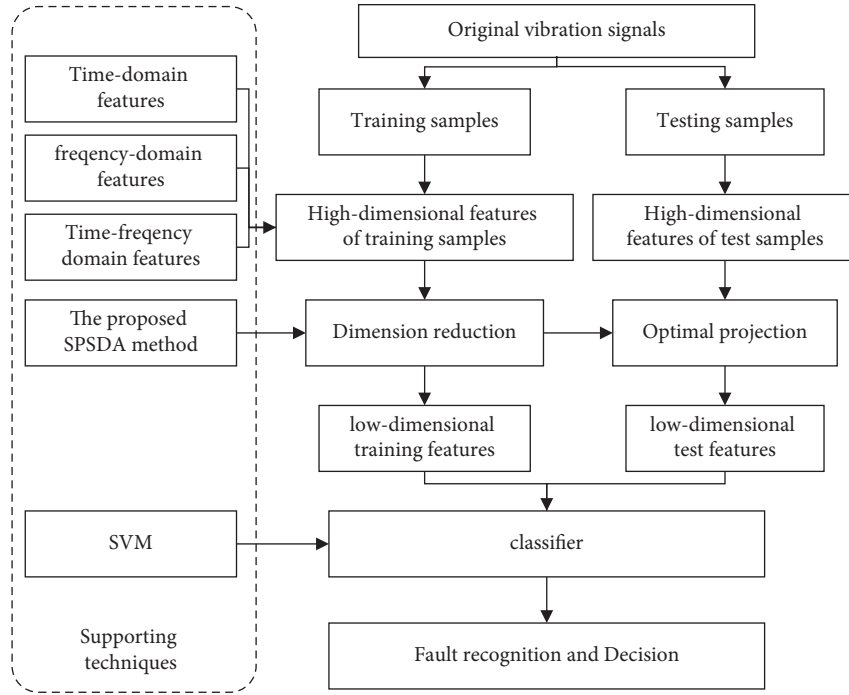 Original vibration signals
Time-domain
features
Training samples
Testing samples
freqency-domain
features
High-dimensional features
of training samples
High-dimensional
features of test samples
Time-freqency
domain features
The proposed
SPSDA method
Dimension reduction
Optimal projection
low-dimensional
training features
low-dimensional
test features
SVM
classifier
Supporting
techniques
Fault recognition and Decision